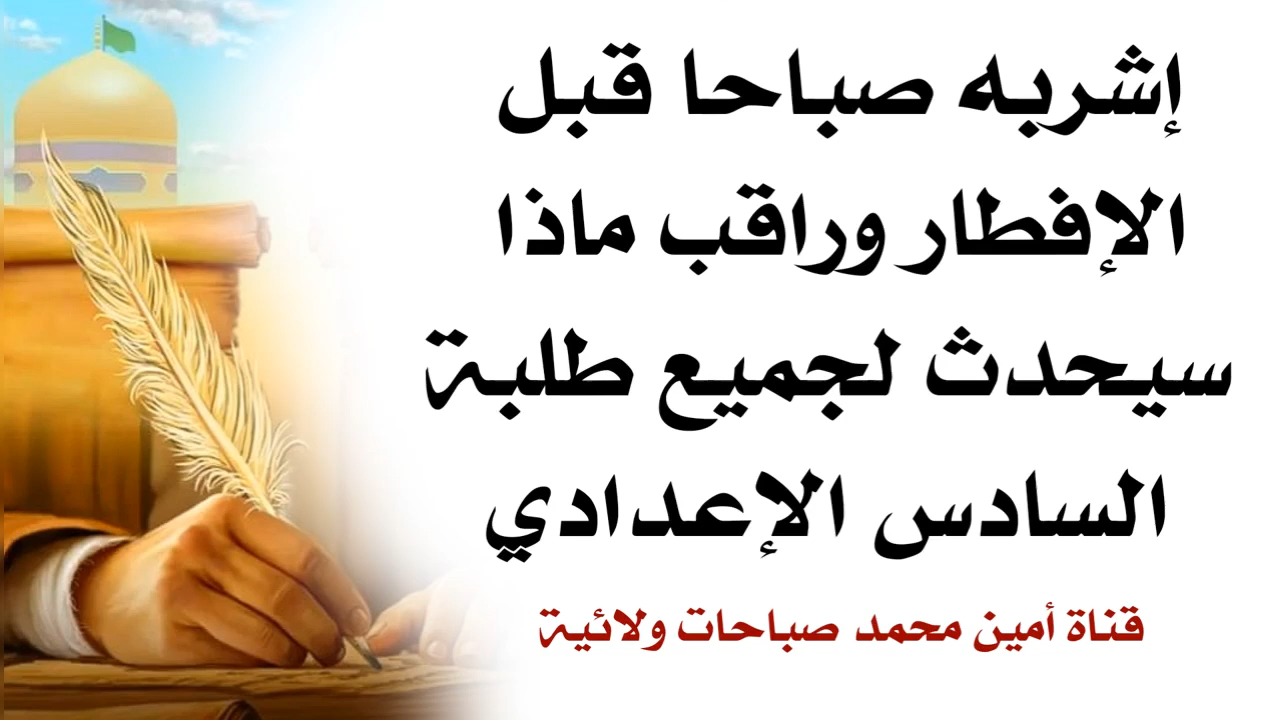 إشربه صباحا قبل
الإفطار وراقب ماذا
سيحدث لجميع طلبة
السادس الإعدادي
قناة أمين محمد صباحات ولائية